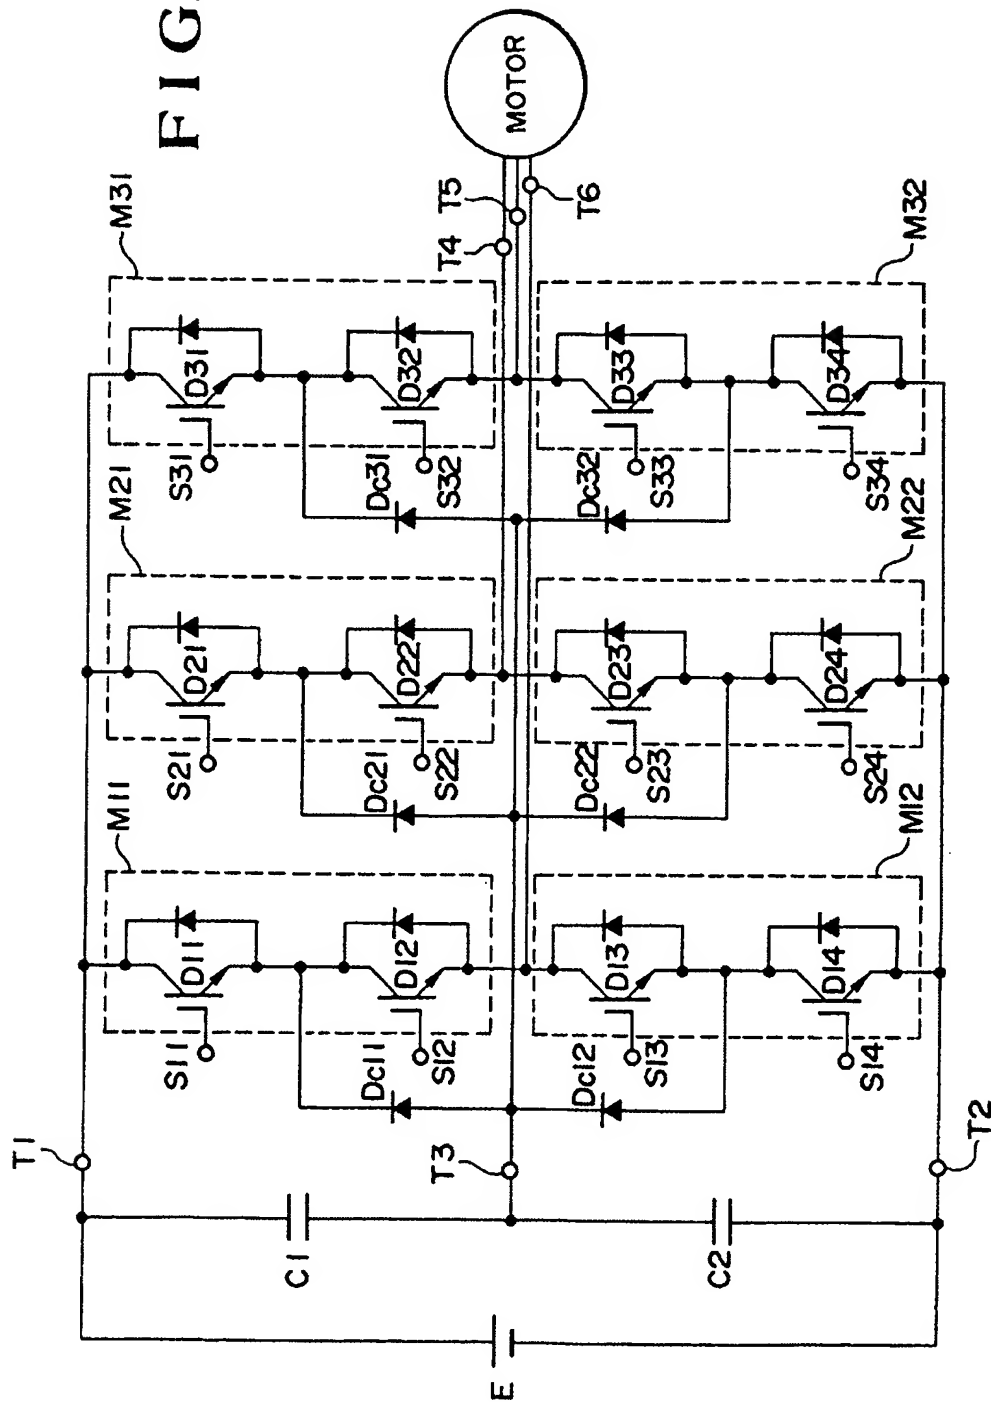 FIG.
MOTOR
T4
T5
T6
M31
M32
D31
D32
D33
D34
S31
Dc31
S32
Dc32
S33
S34
M21
M22
D21
D22
D23
D24
S21
Dc21
S22
Dc22
S23
S24
M11
M12
D11
D12
D13
D14
S11
Dc11
S12
Dc12
S13
S14
T1
T3
T2
C1
C2
E